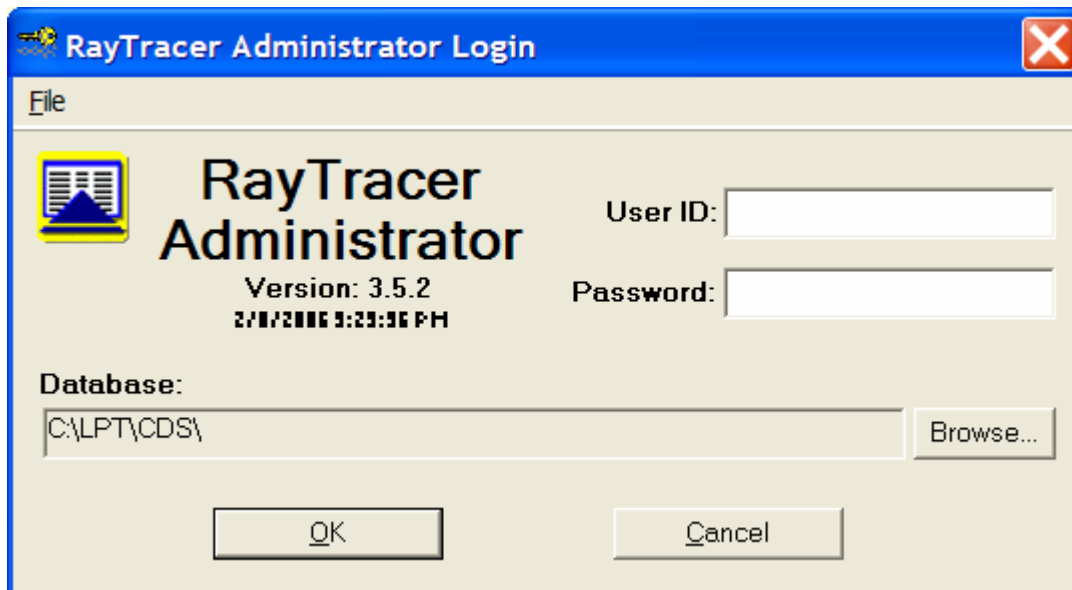 RayTracer Administrator Login
File
RayTracer
Administrator
Version: 3.5.2
PM
User ID:
Password:
Database:
C:\LPT\CDS\
Browse...
OK
Cancel